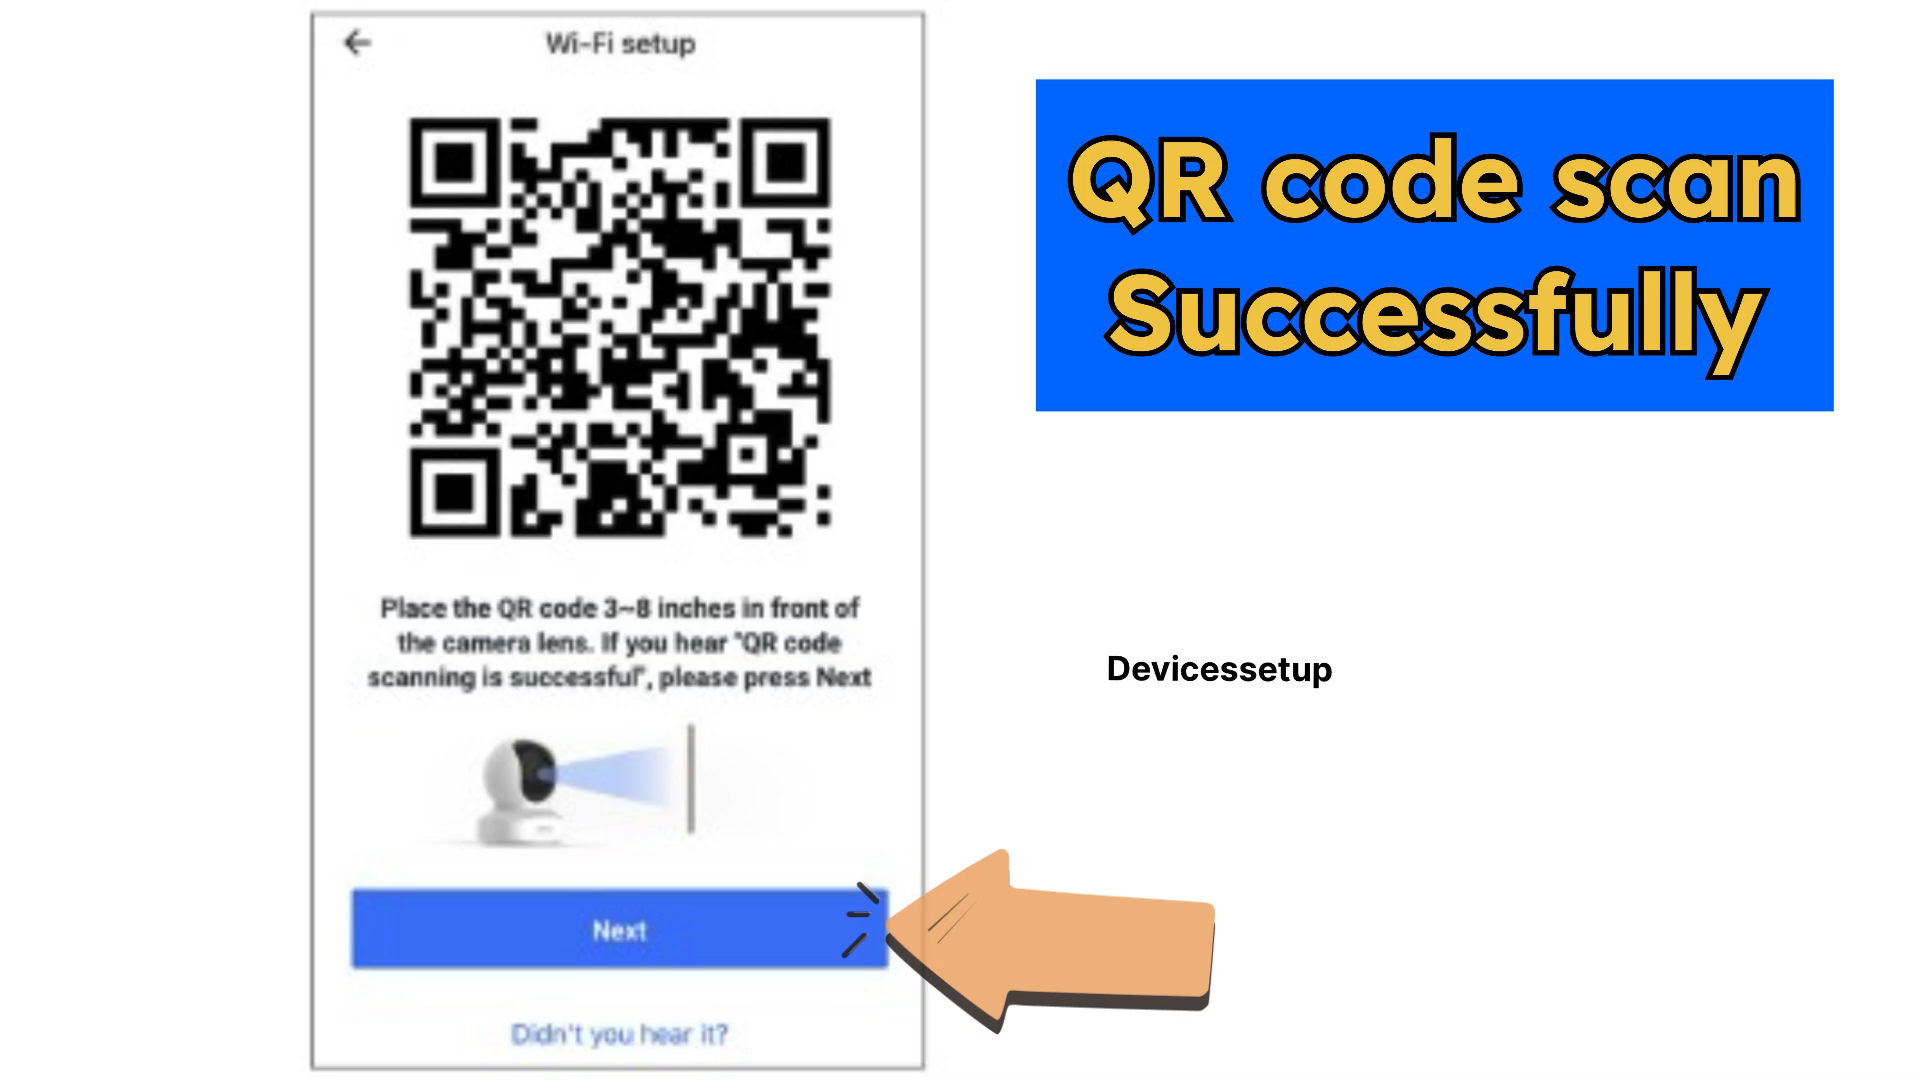 Wi-Fi setup
Place the QR code 3~8 inches in front of
the camera lens. If you hear "QR code
scanning is successful", please press Next
Next
Didn't you hear it?
QR code scan
Successfully
Devicessetup